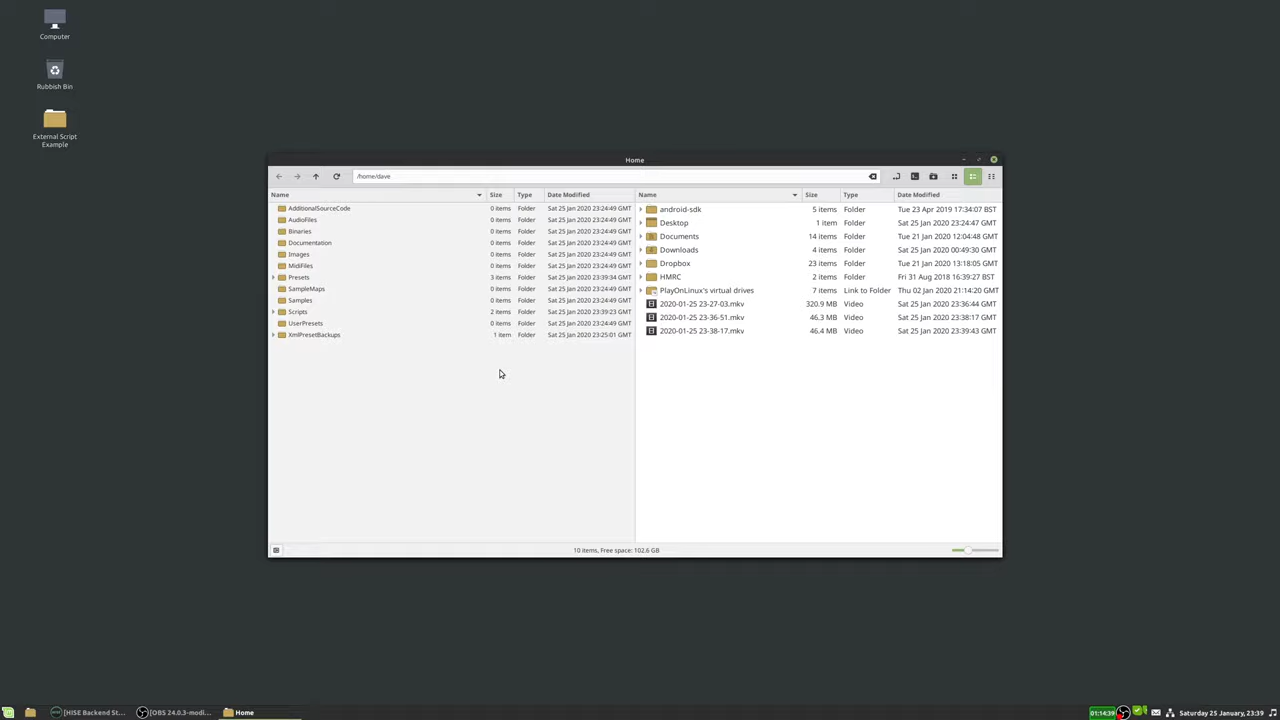 Computer
Rubbish Bin
External Script
Example
Home
/home/dave
Name Size Type Date Modified
AdditionalSourceCode 0 items Folder Sat 25 Jan 2020 23:24:49 GMT
AudioFiles 0 items Folder Sat 25 Jan 2020 23:24:49 GMT
Binaries 0 items Folder Sat 25 Jan 2020 23:24:49 GMT
Documentation 0 items Folder Sat 25 Jan 2020 23:24:49 GMT
Images 0 items Folder Sat 25 Jan 2020 23:24:49 GMT
MidiFiles 0 items Folder Sat 25 Jan 2020 23:24:49 GMT
Presets 3 items Folder Sat 25 Jan 2020 23:39:34 GMT
SampleMaps 0 items Folder Sat 25 Jan 2020 23:24:49 GMT
Samples 0 items Folder Sat 25 Jan 2020 23:24:49 GMT
Scripts 2 items Folder Sat 25 Jan 2020 23:39:23 GMT
UserPresets 0 items Folder Sat 25 Jan 2020 23:24:49 GMT
XmlPresetBackups 1 item Folder Sat 25 Jan 2020 23:25:01 GMT
Name Size Type Date Modified
android-sdk 5 items Folder Tue 23 Apr 2019 17:34:07 BST
Desktop 1 item Folder Sat 25 Jan 2020 23:24:47 GMT
Documents 14 items Folder Tue 21 Jan 2020 12:04:48 GMT
Downloads 4 items Folder Sat 25 Jan 2020 00:49:30 GMT
Dropbox 23 items Folder Tue 21 Jan 2020 13:18:05 GMT
HMRC 2 items Folder Fri 31 Aug 2018 16:39:27 BST
PlayOnLinux's virtual drives 7 items Link to Folder Thu 02 Jan 2020 21:14:20 GMT
2020-01-25 23-27-03.mkv 320.9 MB Video Sat 25 Jan 2020 23:36:44 GMT
2020-01-25 23-36-51.mkv 46.3 MB Video Sat 25 Jan 2020 23:38:17 GMT
2020-01-25 23-38-17.mkv 46.4 MB Video Sat 25 Jan 2020 23:39:43 GMT
10 items, Free space: 102.6 GB
[HISE Backend St... [OBS 24.0.3-modi... Home 01:14:39 Saturday 25 January, 23:39